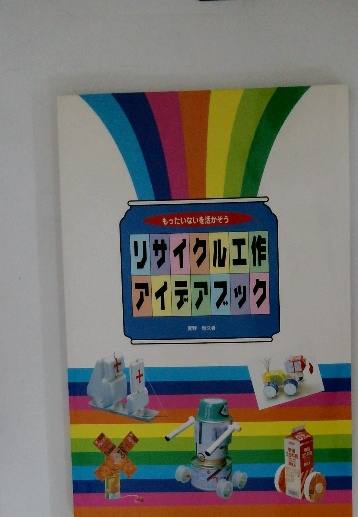 もったいないを活かそう
リサイクル工作
アイデアブック